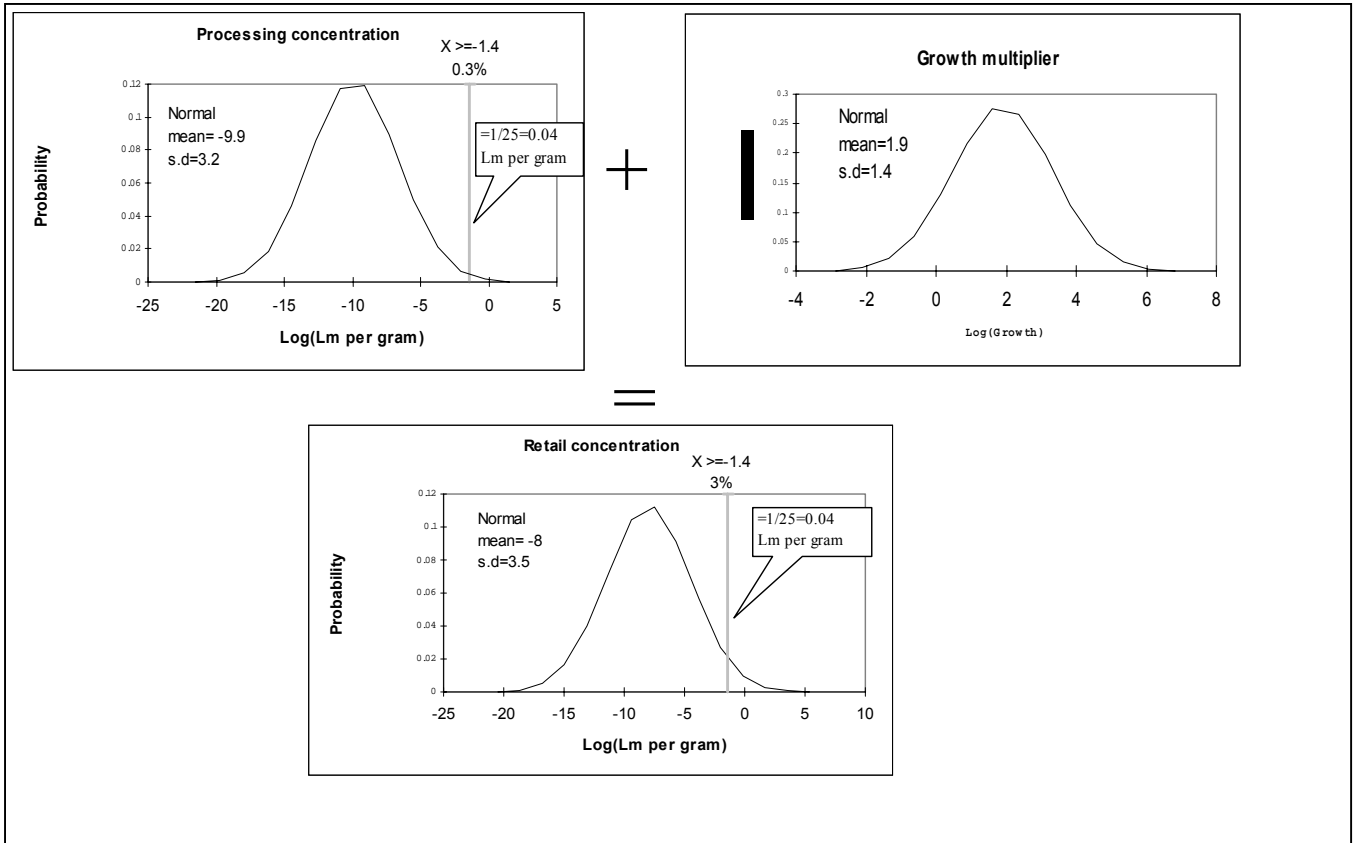 Processing concentration
X >=-1.4
0.3%
0.12
0.1
0.08
0.06
0.04
0.02
0
Probability
Normal
mean= -9.9
s.d=3.2
=1/25=0.04
Lm per gram
-25 -20 -15 -10 -5 0 5
Log(Lm per gram)
+
Growth multiplier
0.3
0.25
0.2
0.15
0.1
0.05
0
Normal
mean=1.9
s.d=1.4
-4 -2 0 2 4 6 8
Log(Growth)
=
Retail concentration
X >=-1.4
3%
0.12
0.1
0.08
0.06
0.04
0.02
0
Probability
Normal
mean= -8
s.d=3.5
=1/25=0.04
Lm per gram
-25 -20 -15 -10 -5 0 5 10
Log(Lm per gram)